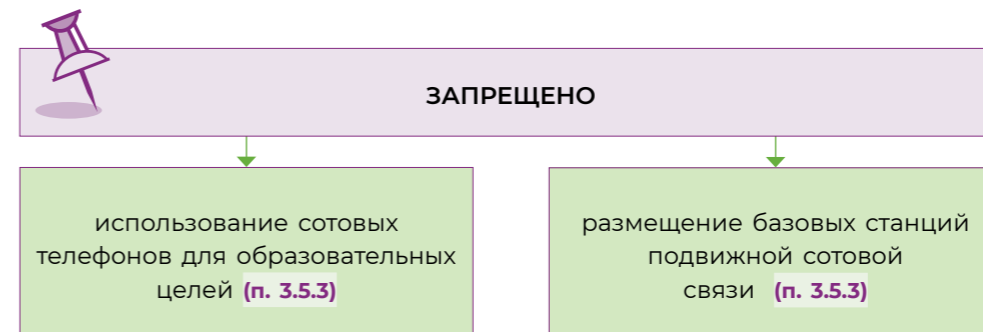 ЗАПРЕЩЕНО
использование сотовых
телефонов для образовательных
целей (п. 3.5.3)
размещение базовых станций
подвижной сотовой
связи (п. 3.5.3)